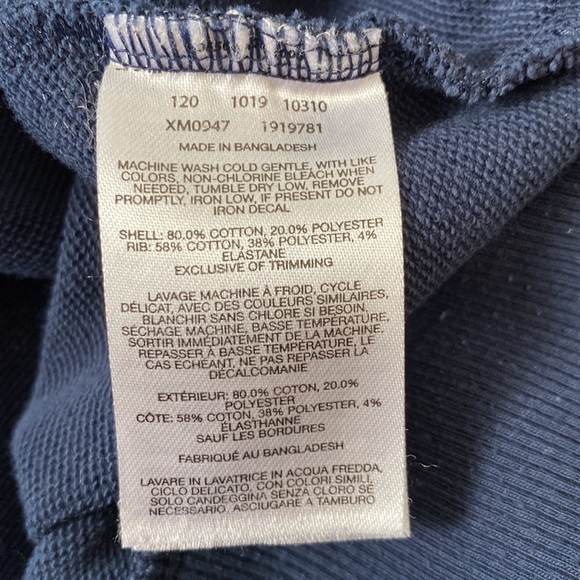 120 1019 10310
XM0947 1919781
MADE IN BANGLADESH
MACHINE WASH COLD GENTLE, WITH LIKE
COLORS, NON-CHLORINE BLEACH WHEN
NEEDED, TUMBLE DRY LOW, REMOVE
PROMPTLY, IRON LOW, IF PRESENT DO NOT
IRON DECAL
SHELL: 80.0% COTTON, 20.0% POLYESTER
RIB: 58% COTTON, 38% POLYESTER, 4%
ELASTANE
EXCLUSIVE OF TRIMMING
LAVAGE MACHINE À FROID, CYCLE
DÉLICAT, AVEC DES COULEURS SIMILAIRES,
BLANCHIR SANS CHLORE SI BESOIN,
SÉCHAGE MACHINE, BASSE TEMPÉRATURE,
SORTIR IMMÉDIATEMENT DE LA MACHINE, LE
REPASSER À BASSE TEMPÉRATURE, LE
CAS ECHÉANT, NE PAS REPASSER LA
DÉCALCOMANIE
EXTÉRIEUR: 80.0% COTON, 20.0%
POLYESTER
CÔTE: 58% COTON, 38% POLYESTER, 4%
ÉLASTHANNE
SAUF LES BORDURES
FABRIQUÉ AU BANGLADESH
LAVARE IN LAVATRICE IN ACQUA FREDDA,
CICLO DELICATO, CON COLORI SIMILI,
SOLO CANDEGGINA SENZA CLORO SE
NECESSARIO, ASCIUGARE A TAMBURO